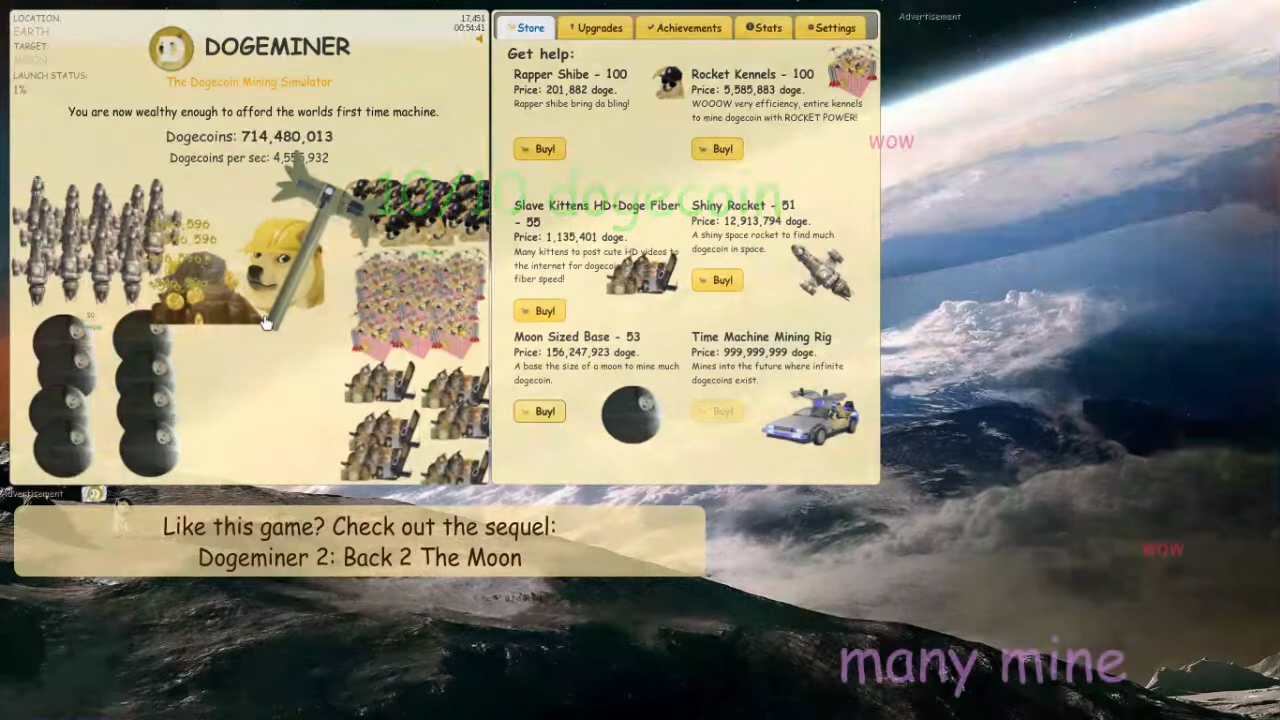 LOCATION:
EARTH
TARGET:
MOON
LAUNCH STATUS:
1%
17,451
00:54:41
DOGEMINER
The Dogecoin Mining Simulator
You are now wealthy enough to afford the worlds first time machine.
Dogecoins: 714,480,013
Dogecoins per sec: 4,555,932
Store
Upgrades
Achievements
Stats
Settings
Get help:
Rapper Shibe - 100
Price: 201,882 doge.
Rapper shibe bring da bling!
Buy!
Rocket Kennels - 100
Price: 5,585,883 doge.
WOOOW very efficiency, entire kennels
to mine dogecoin with ROCKET POWER!
Buy!
10/10 dogecoin
Slave Kittens HD+Doge Fiber
- 55
Price: 1,135,401 doge.
Many kittens to post cute HD videos to
the internet for dogecoin
fiber speed!
Buy!
Shiny Rocket - 51
Price: 12,913,794 doge.
A shiny space rocket to find much
dogecoin in space.
Buy!
Moon Sized Base - 53
Price: 156,247,923 doge.
A base the size of a moon to mine much
dogecoin.
Buy!
Time Machine Mining Rig
Price: 999,999,999 doge.
Mines into the future where infinite
dogecoins exist.
Buy!
Advertisement
wow
Advertisement
Like this game? Check out the sequel:
Dogeminer 2: Back 2 The Moon
wow
many mine